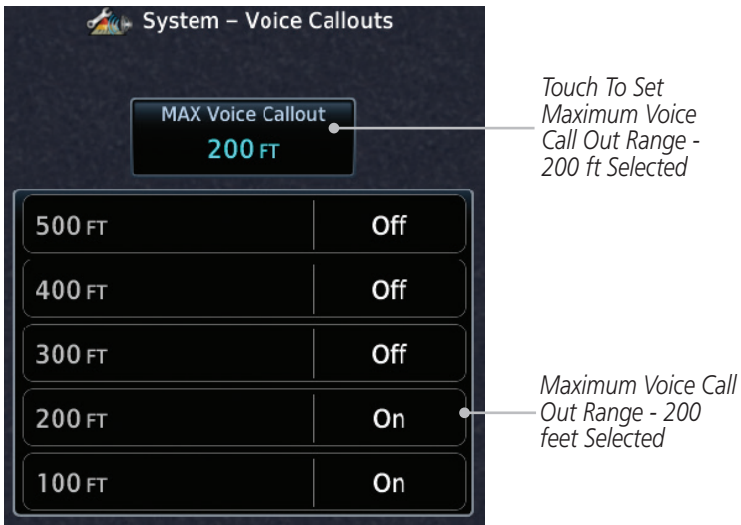 System – Voice Callouts
MAX Voice Callout
200 FT
Touch To Set
Maximum Voice
Call Out Range -
200 ft Selected
500 FT Off
400 FT Off
300 FT Off
200 FT On
100 FT On
Maximum Voice Call
Out Range - 200
feet Selected